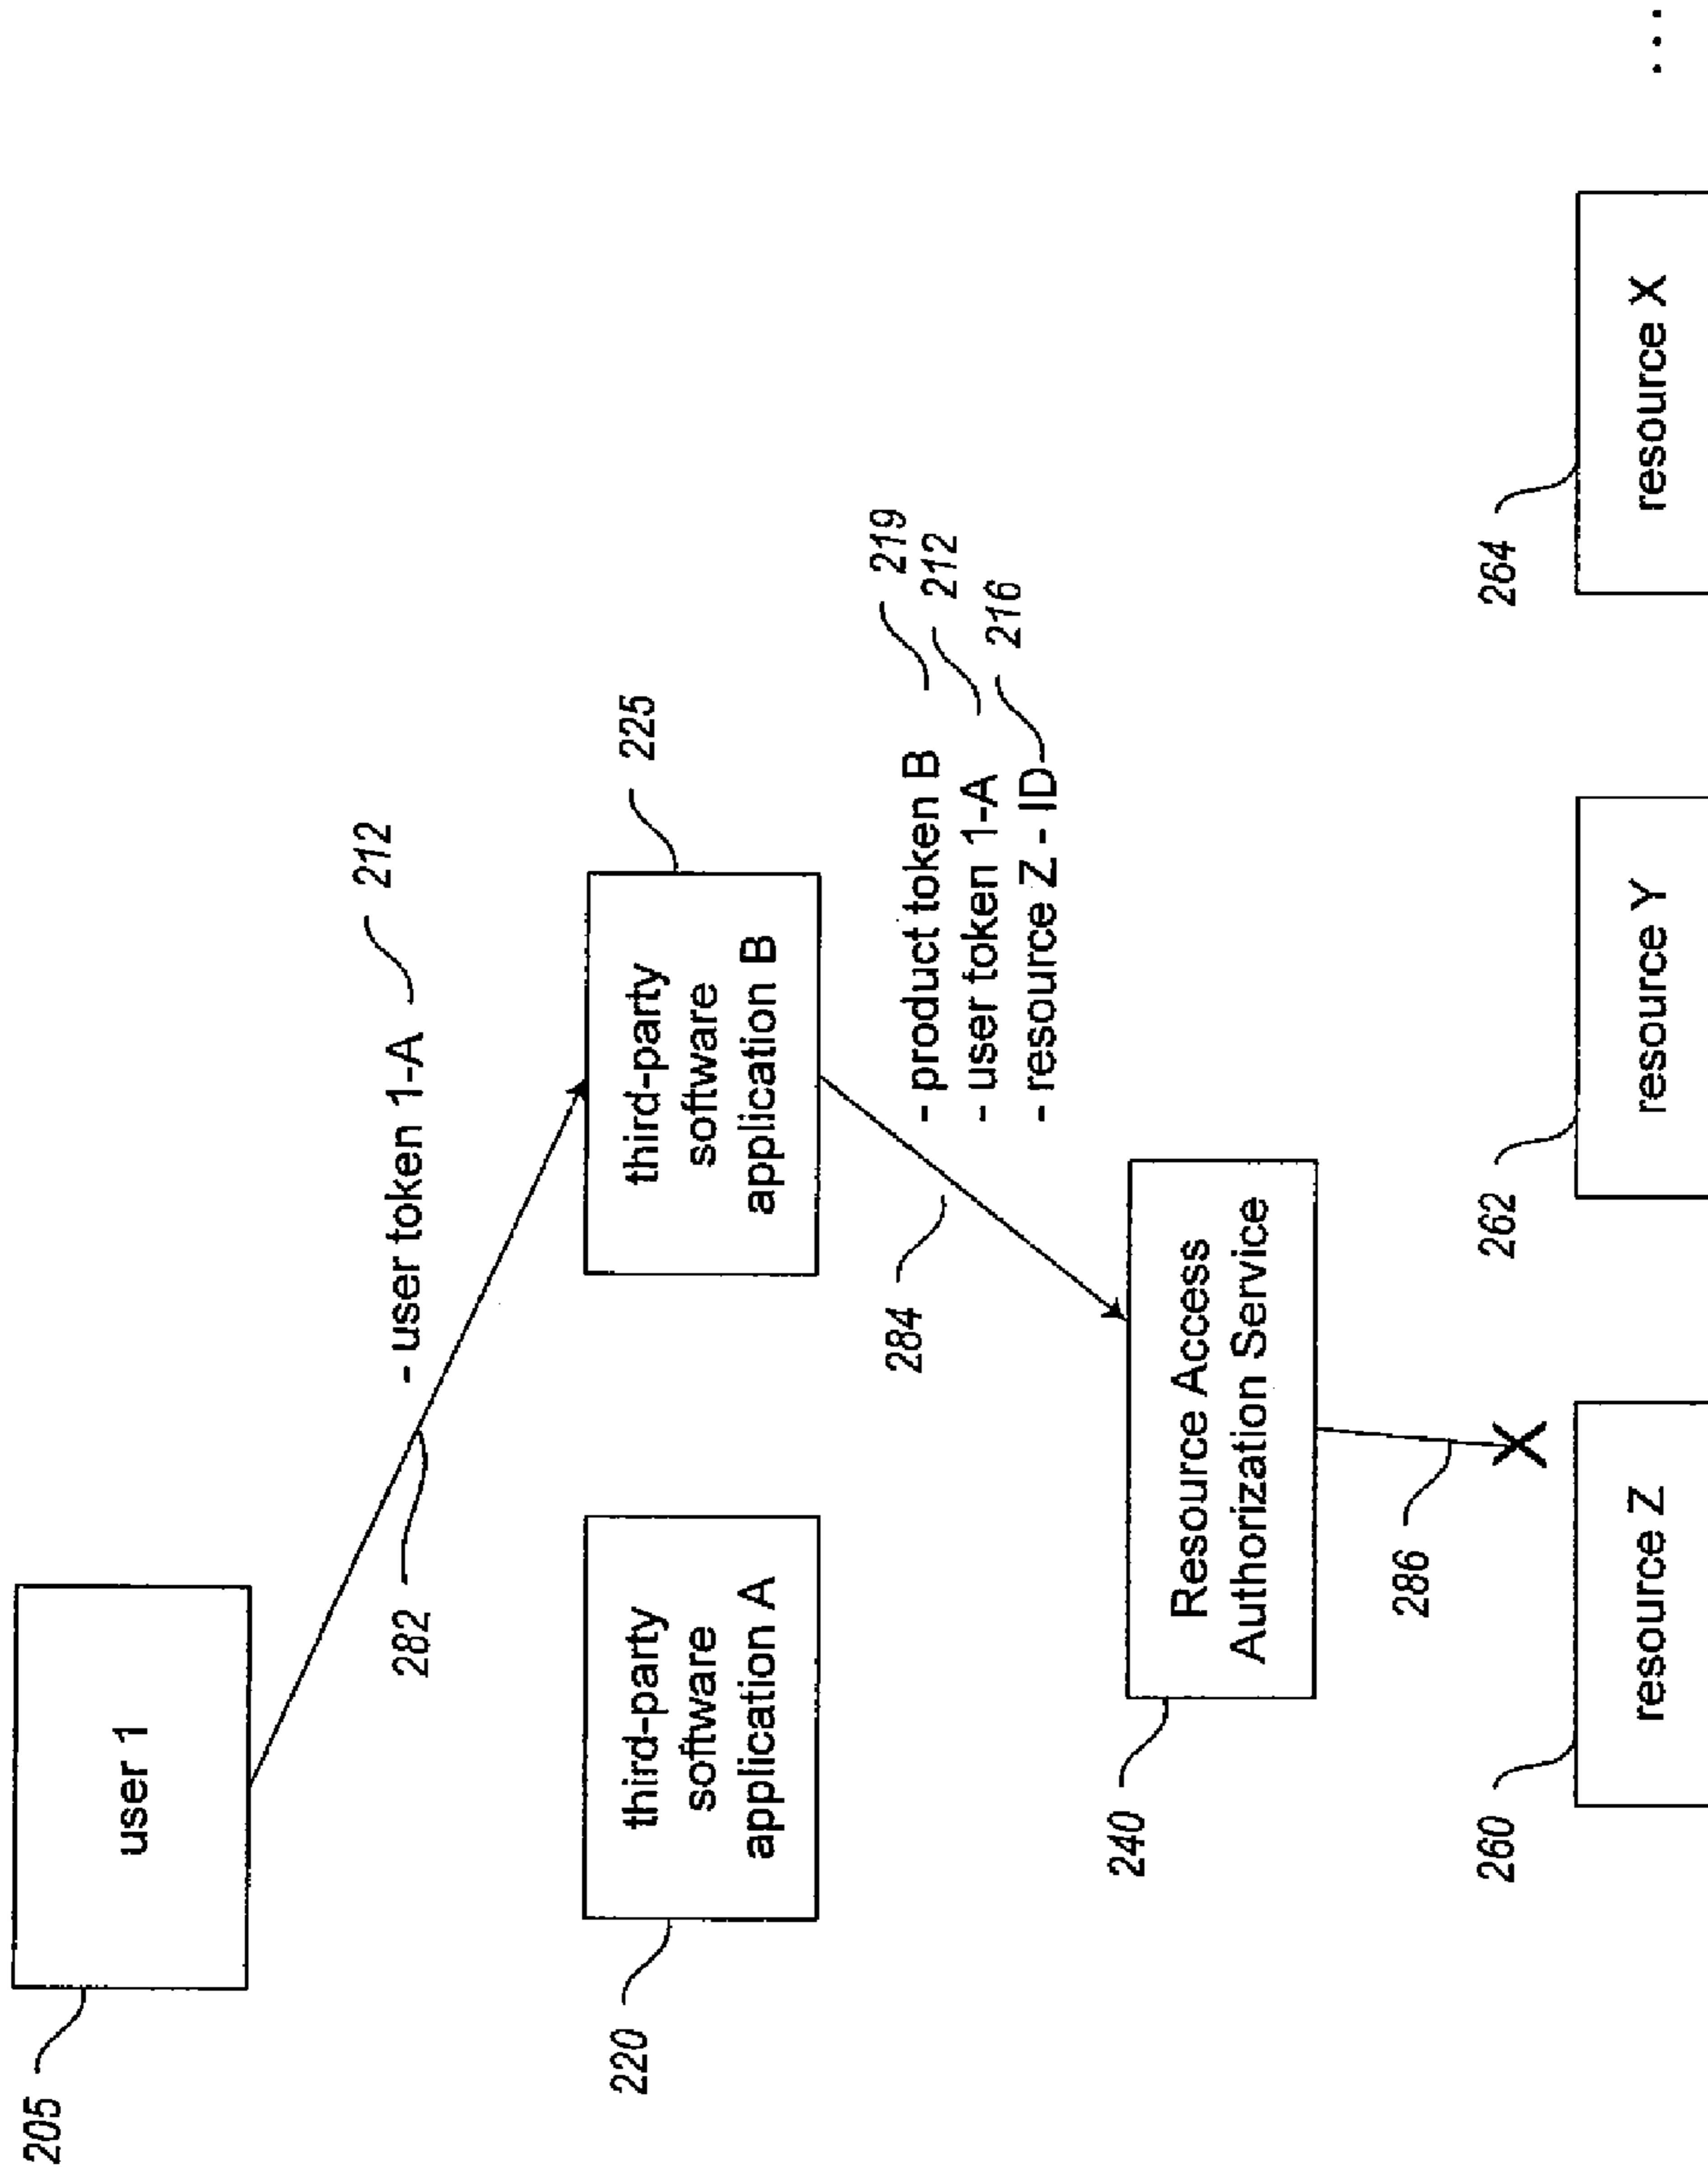 205
user 1
282
- user token 1-A
212
220
third-party
software
application A
third-party
software
application B
225
284
- product token B
- user token 1-A
- resource Z - ID
219
212
216
240
Resource Access
Authorization Service
286
X
260
resource Z
262
resource Y
264
resource X
...